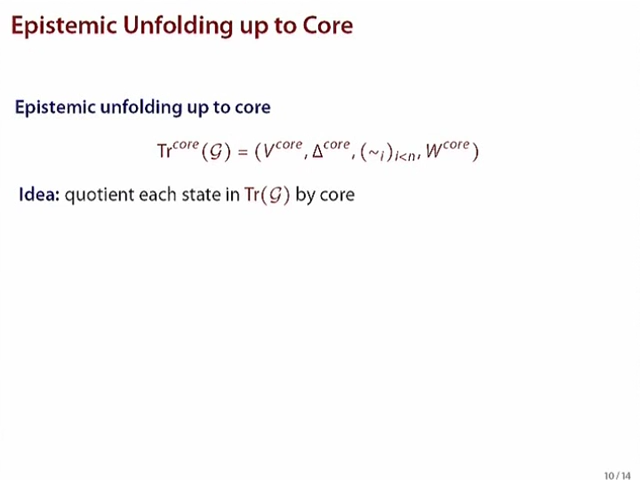 Epistemic Unfolding up to Core
Epistemic unfolding up to core
Tr^core(𝒢) = (V^core, Δ^core, (~ᵢ)ᵢ<ₙ, W^core)
Idea: quotient each state in Tr(𝒢) by core
10 / 14